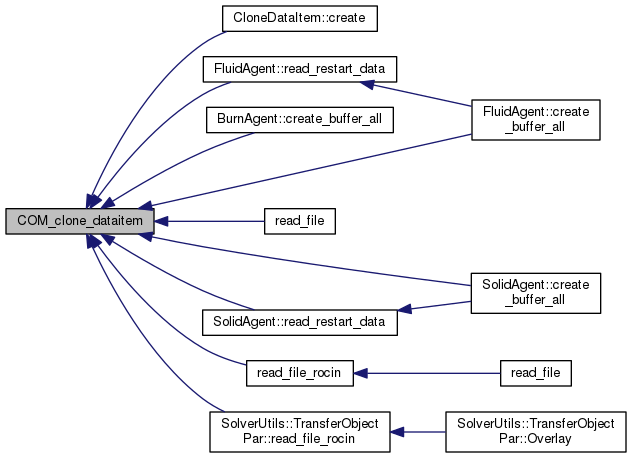 CloneDataItem::create
FluidAgent::read_restart_data
FluidAgent::create
_buffer_all
BurnAgent::create_buffer_all
COM_clone_dataitem
read_file
SolidAgent::create
_buffer_all
SolidAgent::read_restart_data
read_file_rocin
read_file
SolverUtils::TransferObject
Par::read_file_rocin
SolverUtils::TransferObject
Par::Overlay